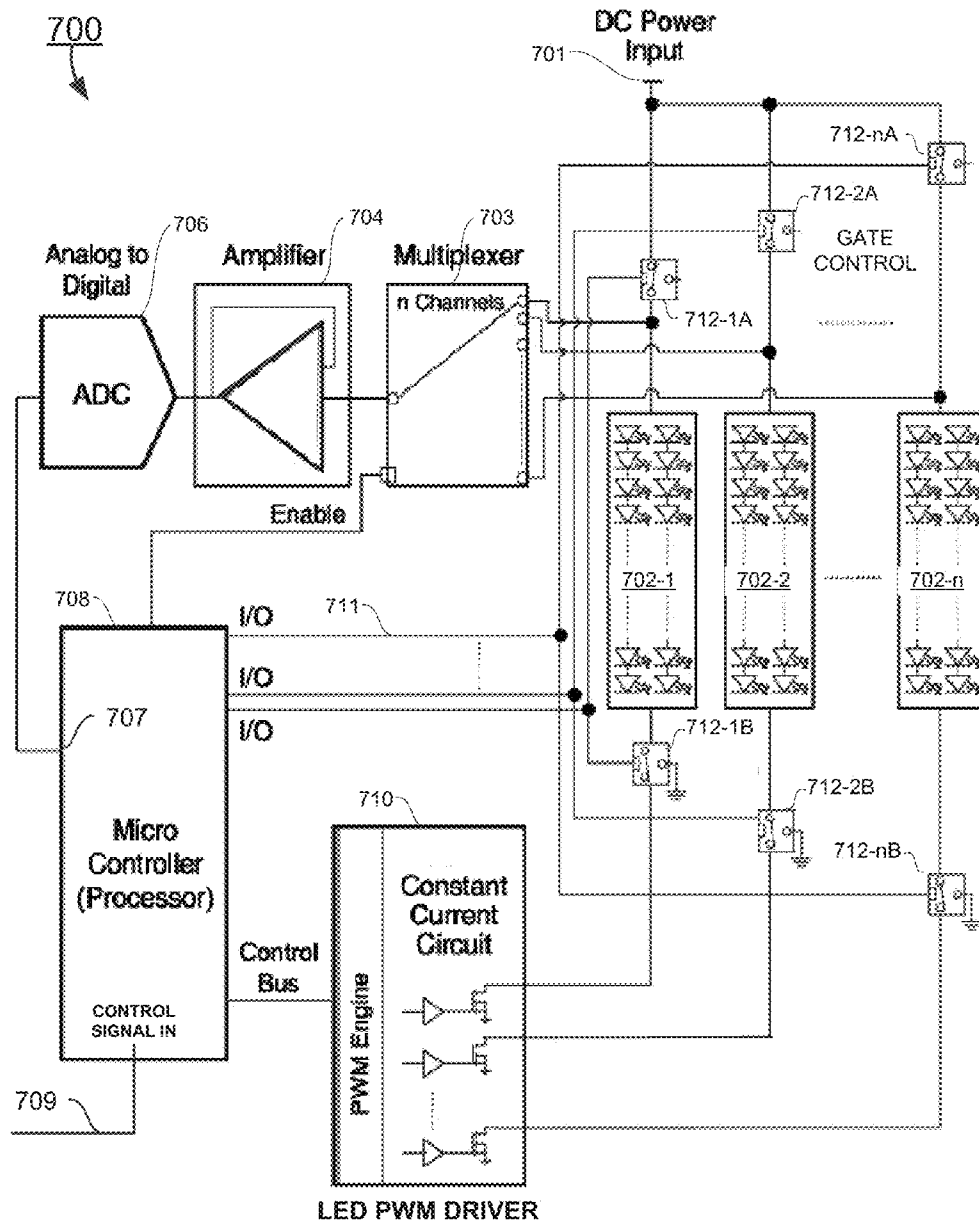 700
DC Power
Input
701
712-nA
712-2A
GATE
CONTROL
712-1A
706
704
703
Analog to
Digital
Amplifier
Multiplexer
n Channels
ADC
Enable
702-1
702-2
702-n
708
I/O
711
I/O
I/O
707
712-1B
710
712-2B
712-nB
Micro
Controller
(Processor)
Constant
Current
Circuit
Control
Bus
PWM Engine
CONTROL
SIGNAL IN
709
LED PWM DRIVER